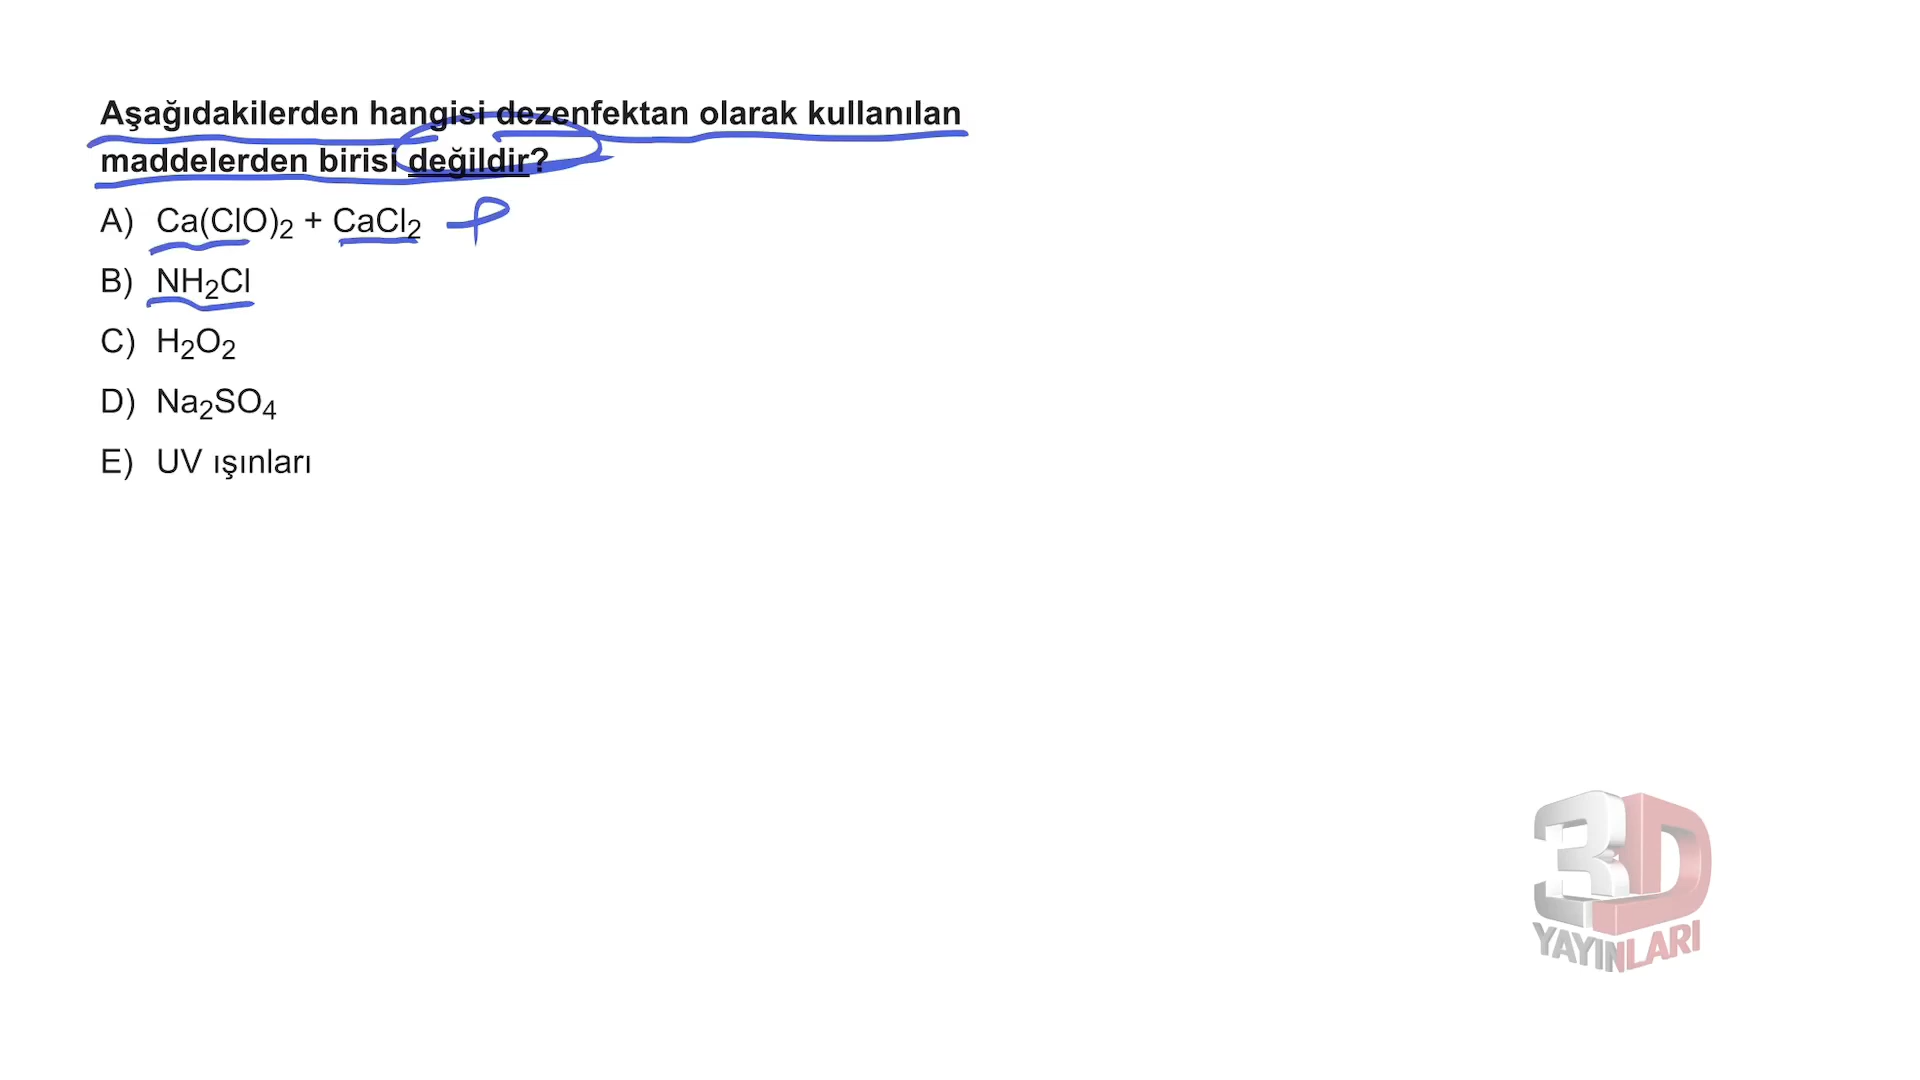 Aşağıdakilerden hangisi dezenfektan olarak kullanılan
maddelerden birisi değildir?
A) Ca(ClO)₂ + CaCl₂
B) NH₂Cl
C) H₂O₂
D) Na₂SO₄
E) UV ışınları
3D
YAYINLARI